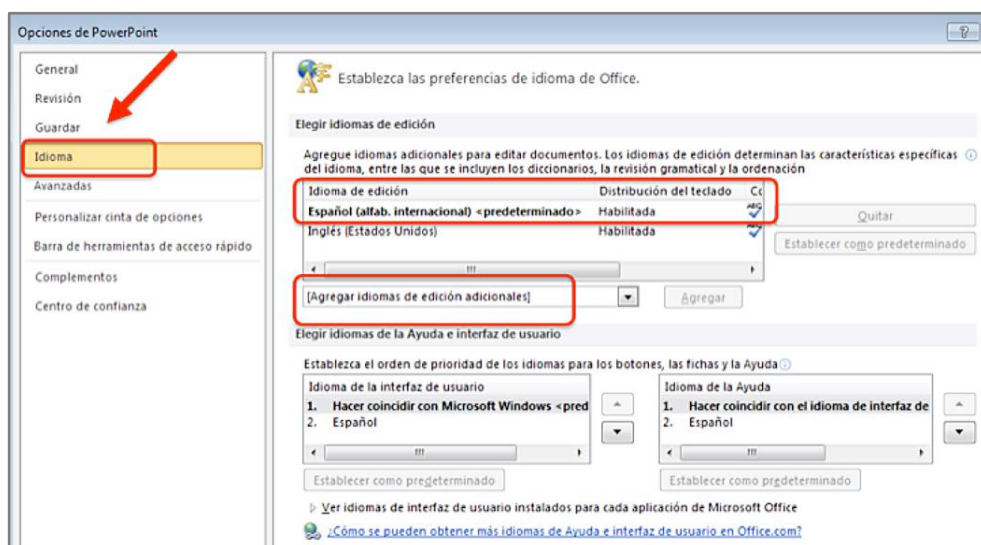 Opciones de PowerPoint
General
Revisión
Guardar
Idioma
Avanzadas
Personalizar cinta de opciones
Barra de herramientas de acceso rápido
Complementos
Centro de confianza
Establezca las preferencias de idioma de Office.
Elegir idiomas de edición
Agregue idiomas adicionales para editar documentos. Los idiomas de edición determinan las características específicas
del idioma, entre las que se incluyen los diccionarios, la revisión gramatical y la ordenación
Idioma de edición Distribución del teclado
Español (alfab. internacional) <predeterminado> Habilitada
Inglés (Estados Unidos) Habilitada
Quitar
Establecer como predeterminado
[Agregar idiomas de edición adicionales] Agregar
Elegir idiomas de la Ayuda e interfaz de usuario
Establezca el orden de prioridad de los idiomas para los botones, las fichas y la Ayuda
Idioma de la interfaz de usuario
1. Hacer coincidir con Microsoft Windows <pred
2. Español
Establecer como predeterminado
Idioma de la Ayuda
1. Hacer coincidir con el idioma de interfaz de
2. Español
Establecer como predeterminado
Ver idiomas de interfaz de usuario instalados para cada aplicación de Microsoft Office
¿Cómo se pueden obtener más idiomas de Ayuda e interfaz de usuario en Office.com?